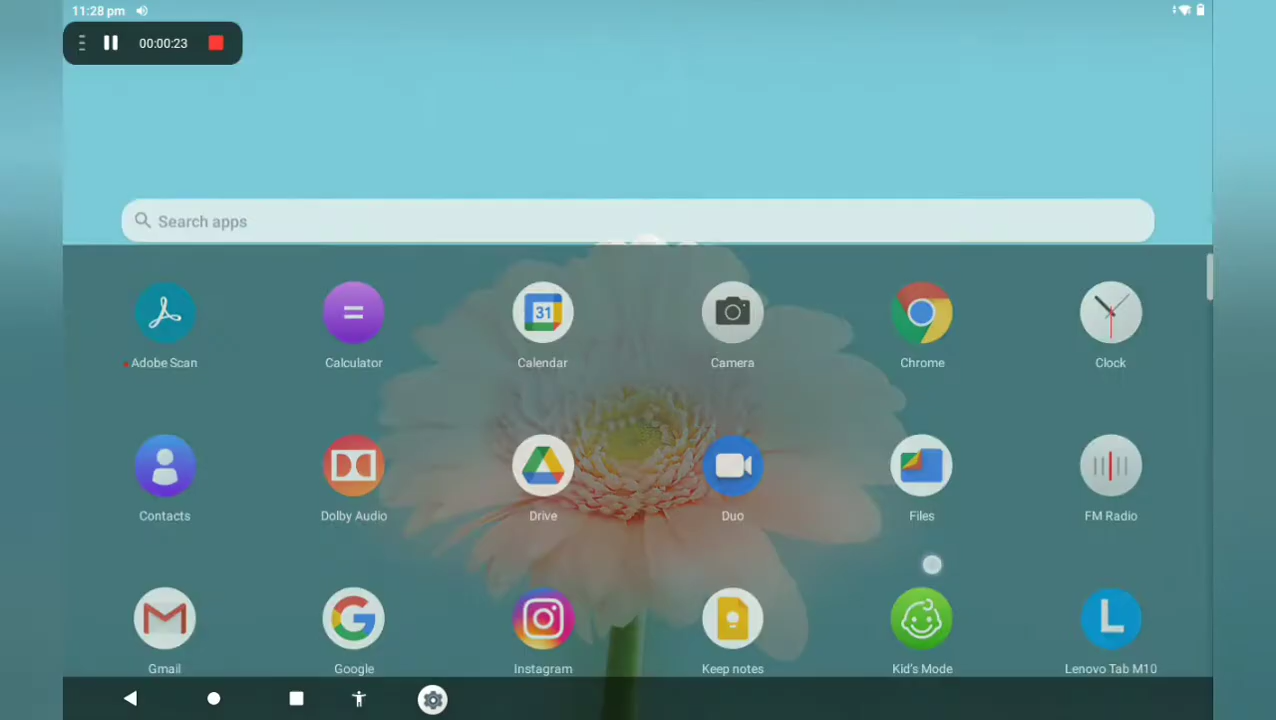 11:28 pm
00:00:23
Search apps
31
Adobe Scan
Calculator
Calendar
Camera
Chrome
Clock
Contacts
Dolby Audio
Drive
Duo
Files
FM Radio
L
Gmail
Google
Instagram
Keep notes
Kid's Mode
Lenovo Tab M10